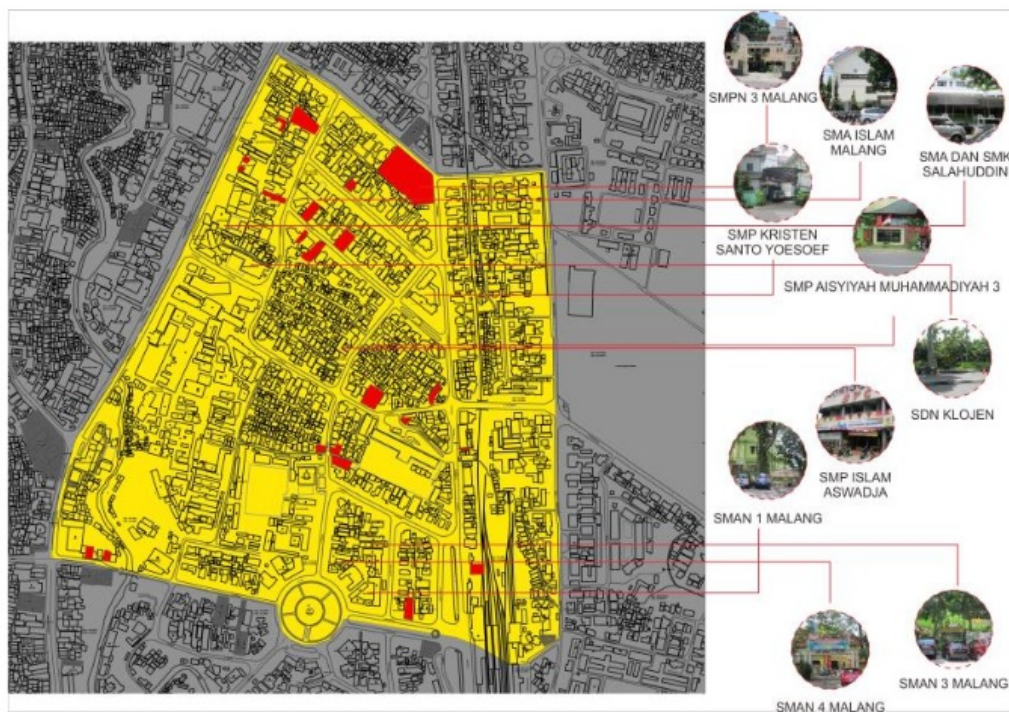 SMPN 3 MALANG
SMA ISLAM
MALANG
SMA DAN SMK
SALAHUDDIN
SMP KRISTEN
SANTO YOESOEF
SMP AISYIYAH MUHAMMADIYAH 3
SDN KLOJEN
SMP ISLAM
ASWADJA
SMAN 1 MALANG
SMAN 4 MALANG
SMAN 3 MALANG